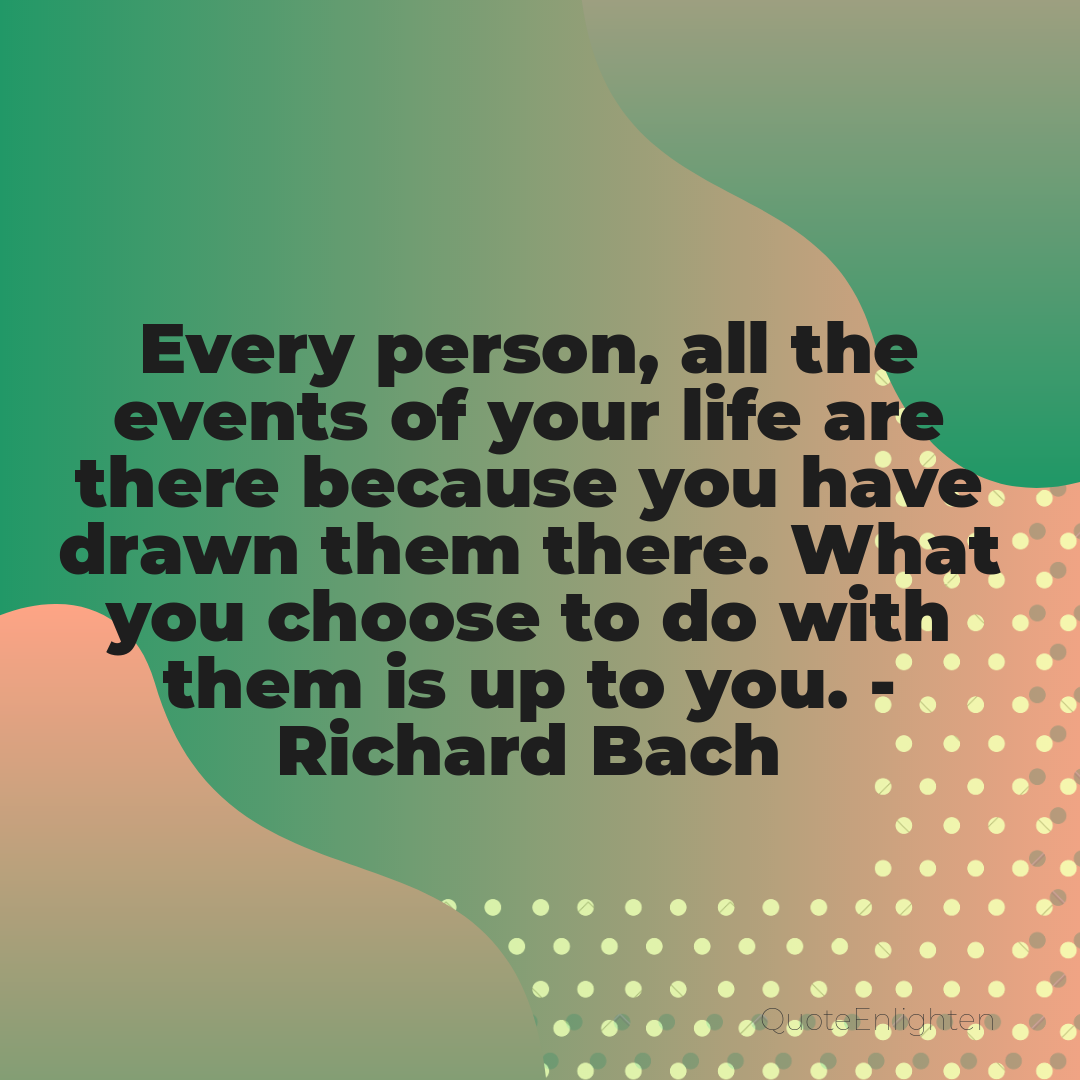 Every person, all the
events of your life are
there because you have
drawn them there. What
you choose to do with
them is up to you. -
Richard Bach
QuoteEnlighten